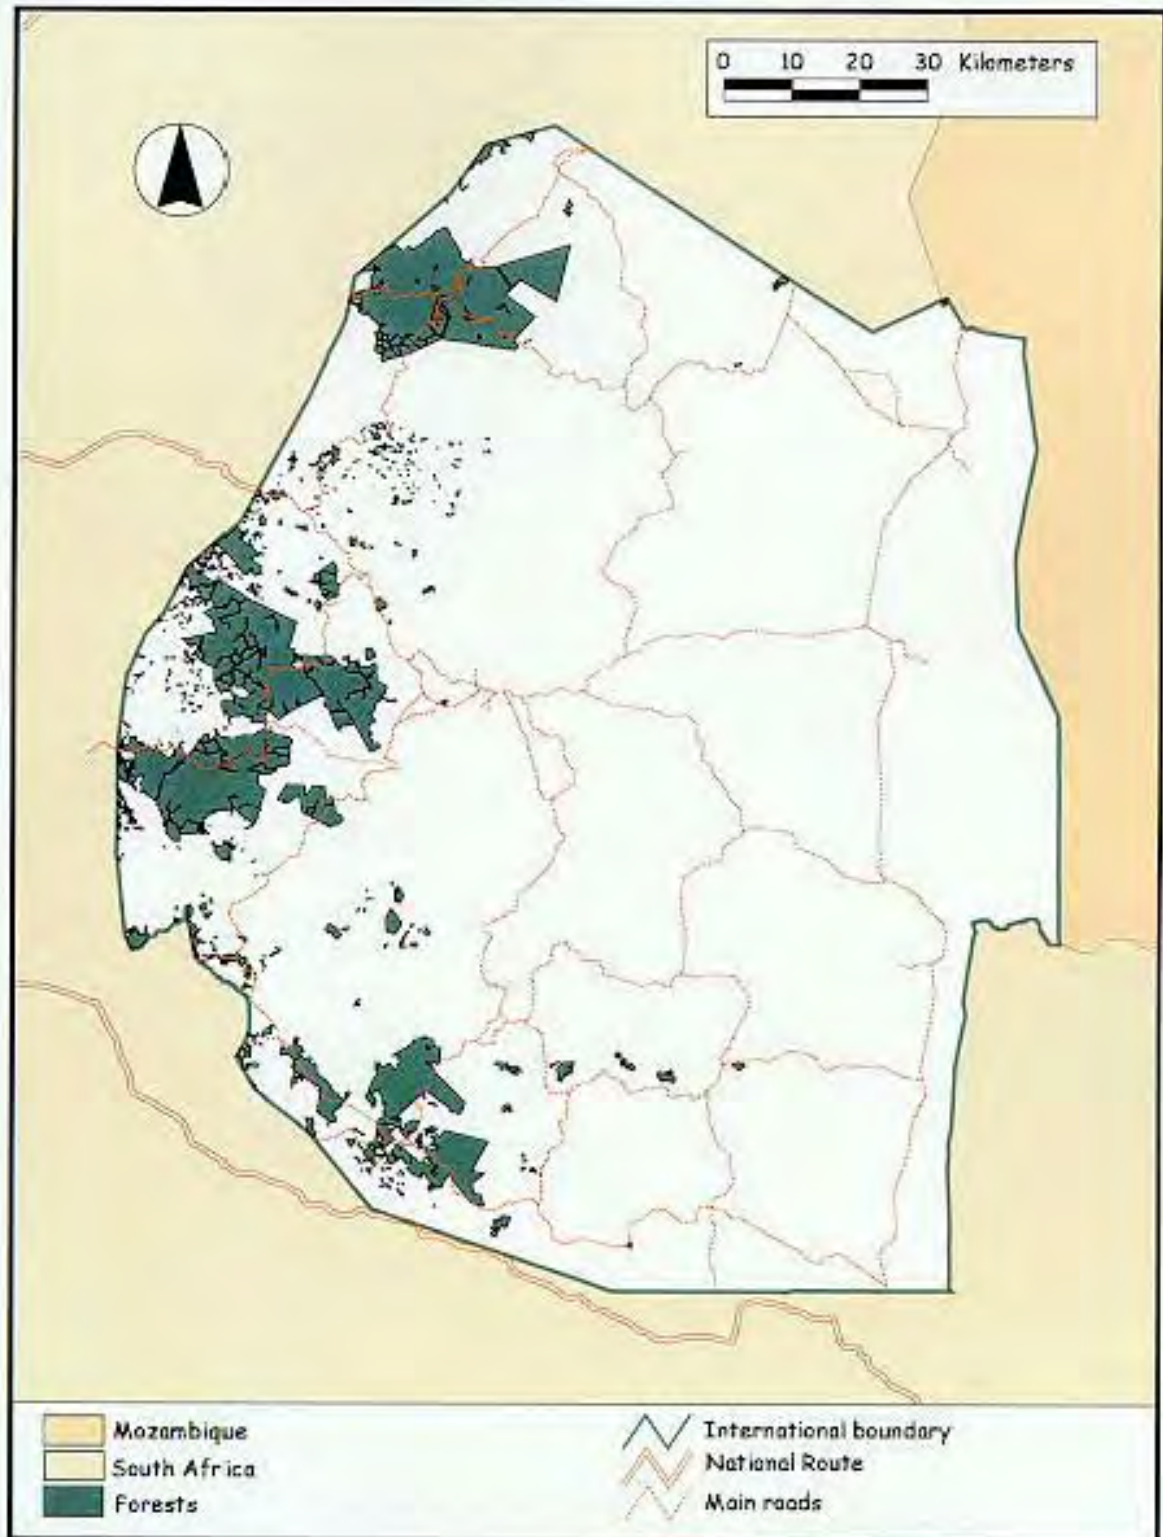 0 10 20 30 Kilometers
Mozambique
South Africa
Forests
International boundary
National Route
Main roads